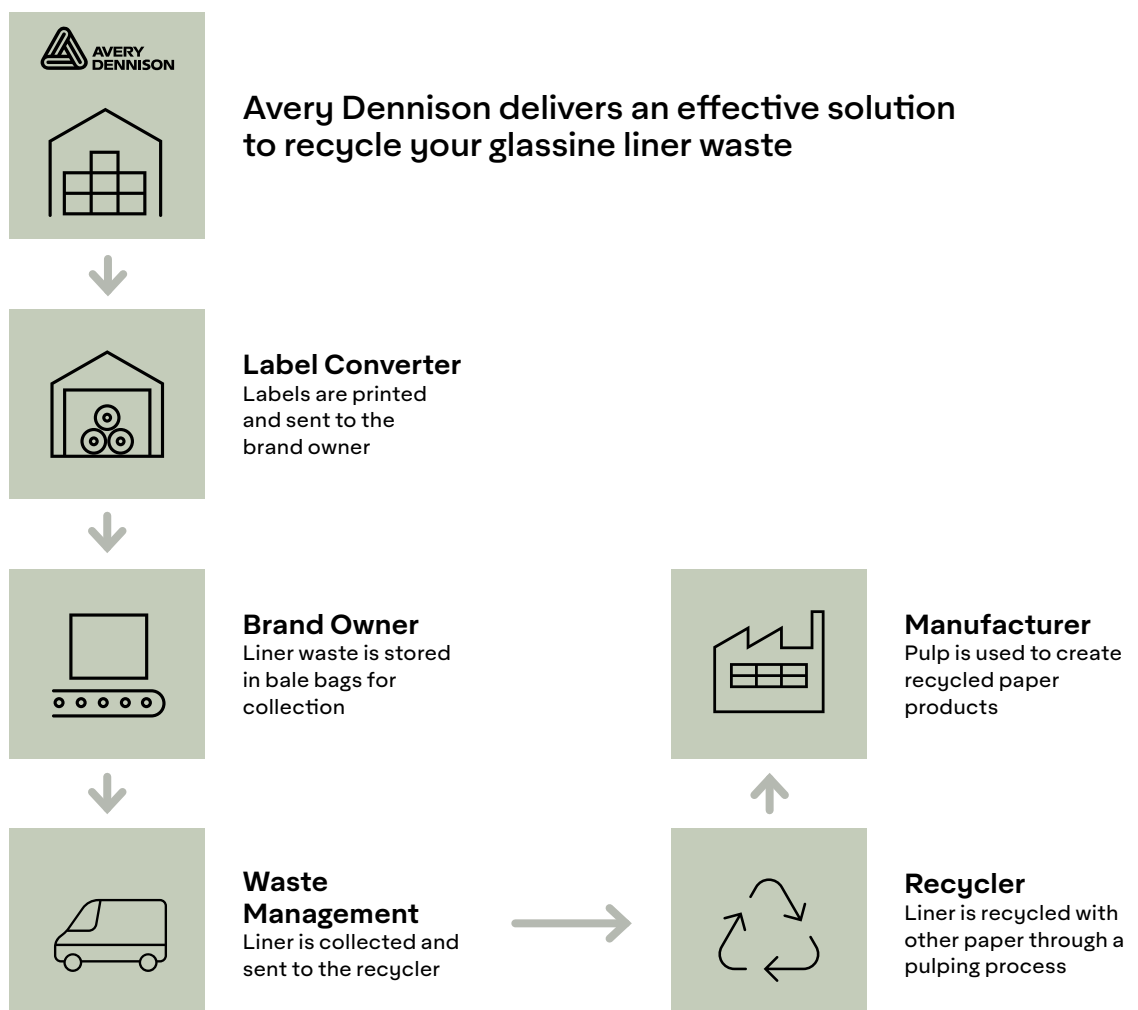 AVERY
DENNISON
Avery Dennison delivers an effective solution
to recycle your glassine liner waste
Label Converter
Labels are printed
and sent to the
brand owner
Brand Owner
Liner waste is stored
in bale bags for
collection
Waste
Management
Liner is collected and
sent to the recycler
Recycler
Liner is recycled with
other paper through a
pulping process
Manufacturer
Pulp is used to create
recycled paper
products